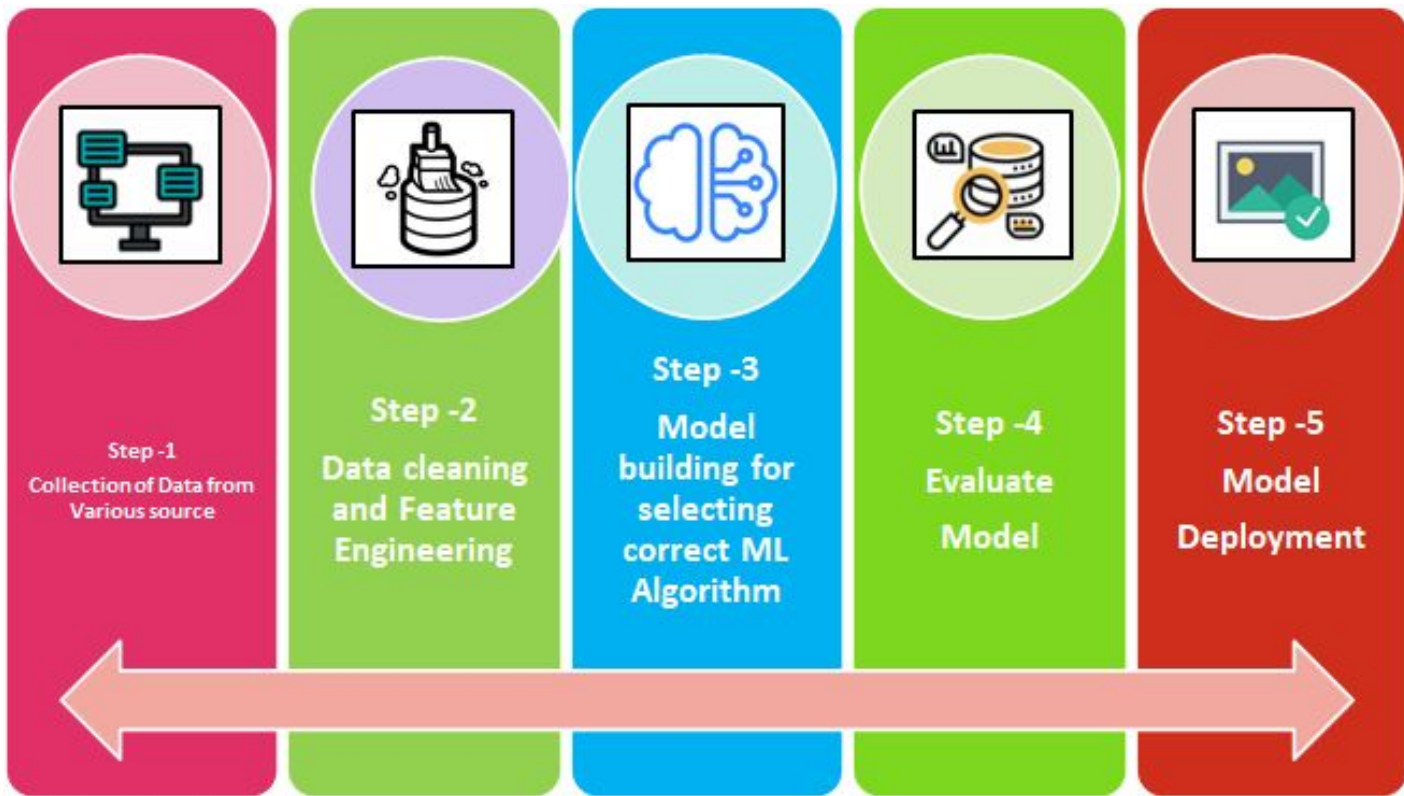 Step -1
Collection of Data from
Various source
Step -2
Data cleaning
and Feature
Engineering
Step -3
Model
building for
selecting
correct ML
Algorithm
Step -4
Evaluate
Model
Step -5
Model
Deployment